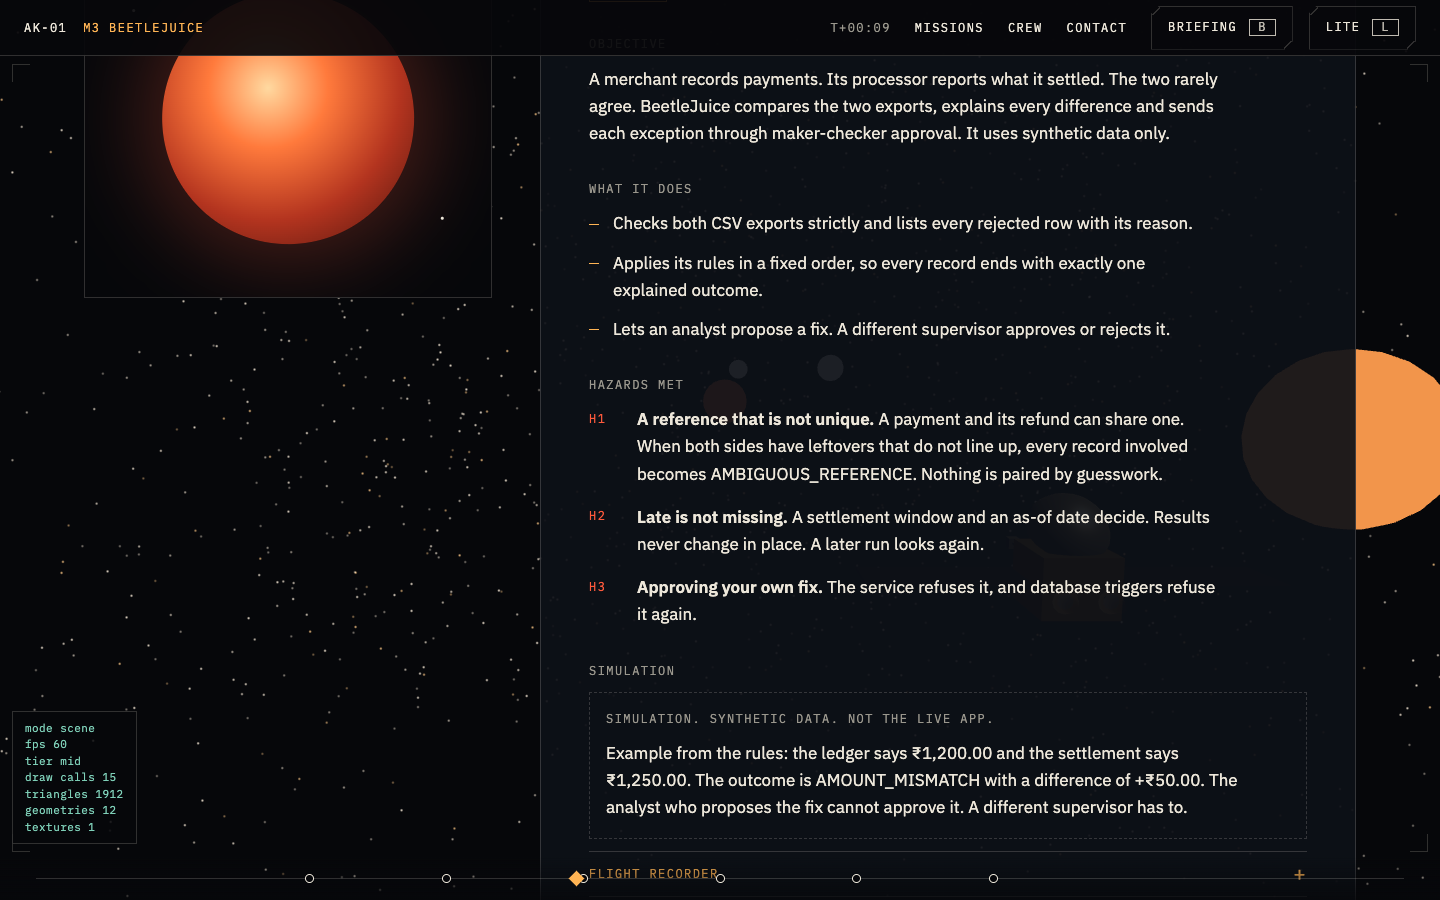 AK-01 M3 BEETLEJUICE
T+00:09 MISSIONS CREW CONTACT BRIEFING B LITE L
OBJECTIVE
A merchant records payments. Its processor reports what it settled. The two rarely
agree. BeetleJuice compares the two exports, explains every difference and sends
each exception through maker-checker approval. It uses synthetic data only.
WHAT IT DOES
— Checks both CSV exports strictly and lists every rejected row with its reason.
— Applies its rules in a fixed order, so every record ends with exactly one
explained outcome.
— Lets an analyst propose a fix. A different supervisor approves or rejects it.
HAZARDS MET
H1 A reference that is not unique. A payment and its refund can share one.
When both sides have leftovers that do not line up, every record involved
becomes AMBIGUOUS_REFERENCE. Nothing is paired by guesswork.
H2 Late is not missing. A settlement window and an as-of date decide. Results
never change in place. A later run looks again.
H3 Approving your own fix. The service refuses it, and database triggers refuse
it again.
SIMULATION
SIMULATION. SYNTHETIC DATA. NOT THE LIVE APP.
Example from the rules: the ledger says ₹1,200.00 and the settlement says
₹1,250.00. The outcome is AMOUNT_MISMATCH with a difference of +₹50.00. The
analyst who proposes the fix cannot approve it. A different supervisor has to.
FLIGHT RECORDER +
mode scene
fps 60
tier mid
draw calls 15
triangles 1912
geometries 12
textures 1